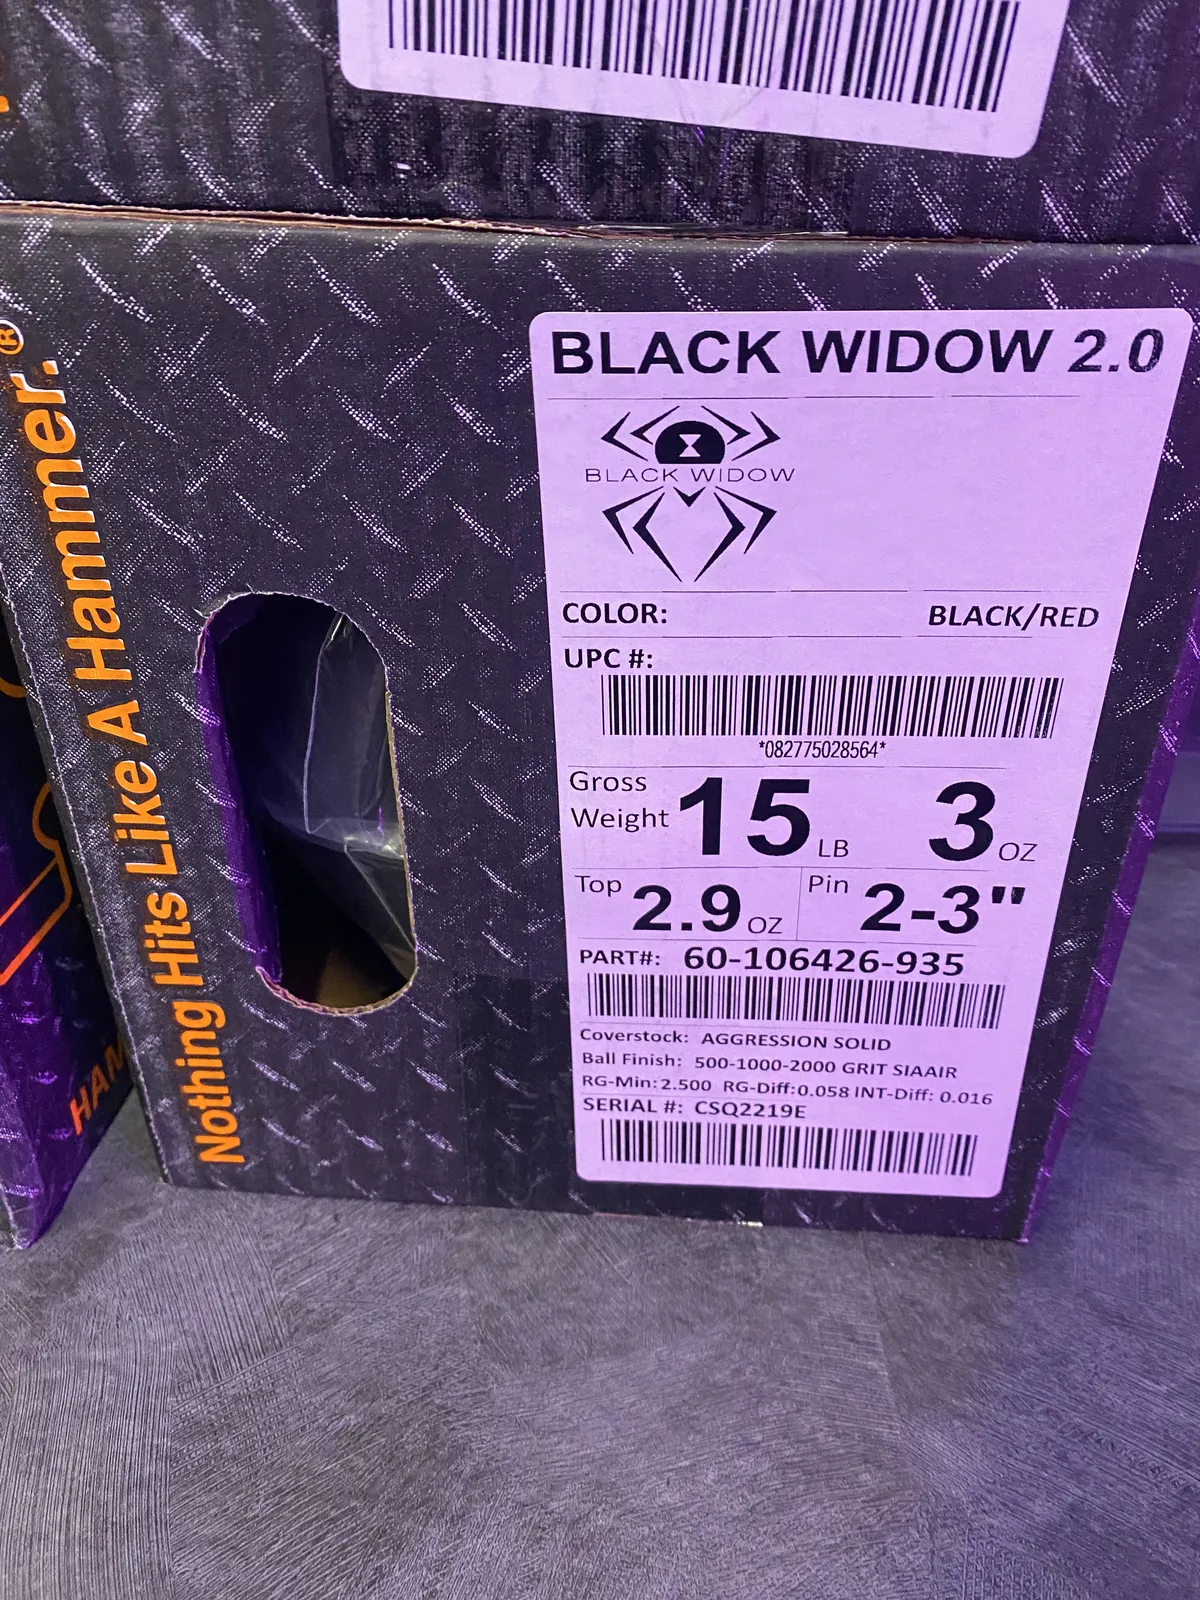 Nothing Hits Like A Hammer.®
HAM
BLACK WIDOW 2.0
BLACK WIDOW
COLOR: BLACK/RED
UPC #:
*082775028564*
Gross Weight 15 LB 3 OZ
Top 2.9 OZ Pin 2-3"
PART#: 60-106426-935
Coverstock: AGGRESSION SOLID
Ball Finish: 500-1000-2000 GRIT SIAAIR
RG-Min: 2.500 RG-Diff: 0.058 INT-Diff: 0.016
SERIAL #: CSQ2219E